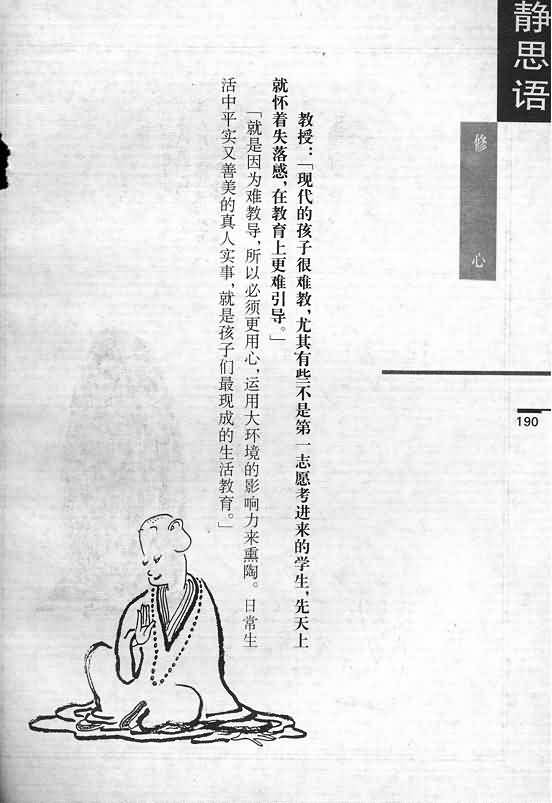 静思语
修心
190
教授：「现代的孩子很难教，尤其有些不是第一志愿考进来的学生，先天上
就怀着失落感，在教育上更难引导。」
「就是因为难教导，所以必须更用心，运用大环境的影响力来熏陶。日常生
活中平实又善美的真人实事，就是孩子们最现成的生活教育。」